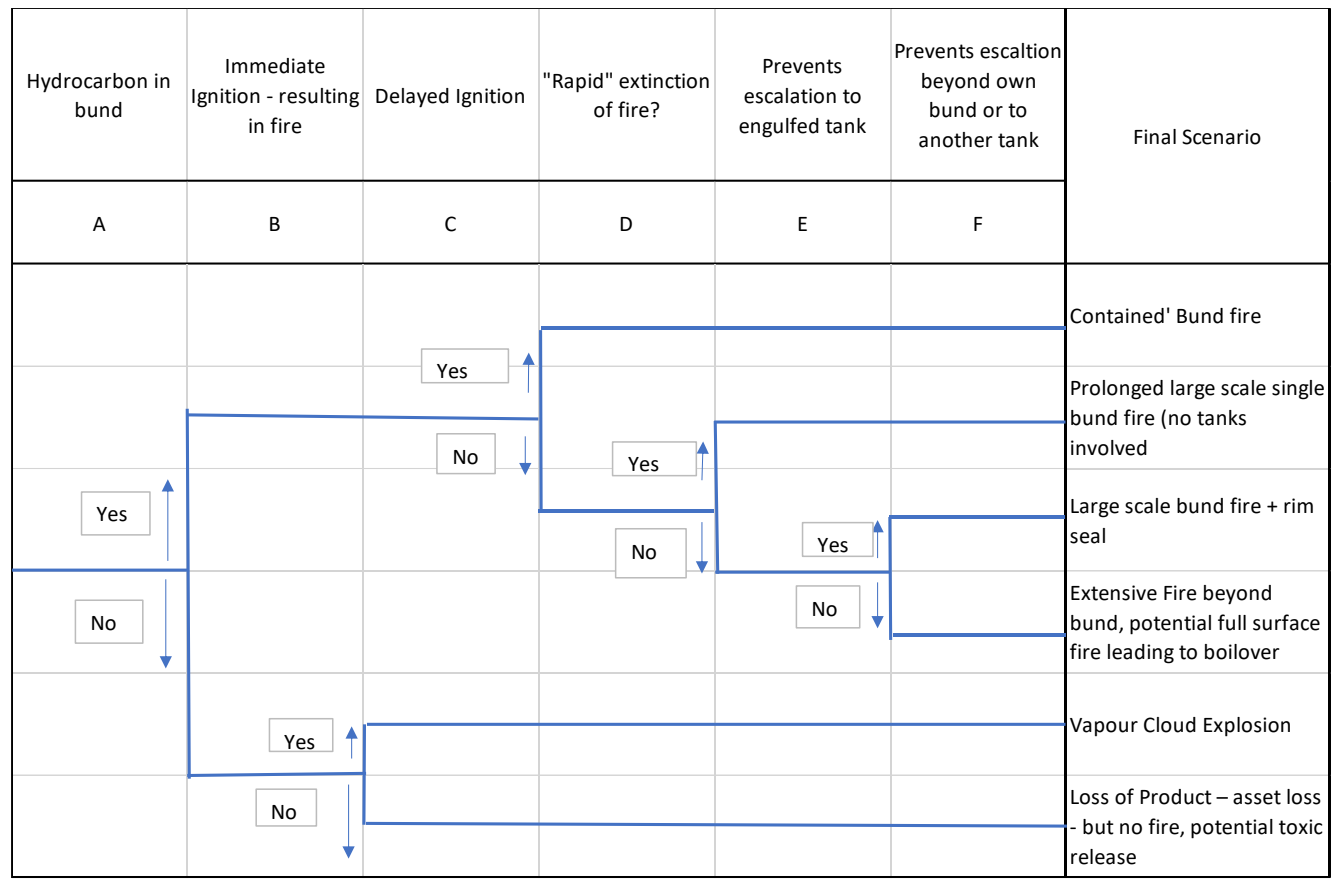 Hydrocarbon in
bund
Immediate
Ignition - resulting
in fire
Delayed Ignition
"Rapid" extinction
of fire?
Prevents
escalation to
engulfed tank
Prevents escaltion
beyond own
bund or to
another tank
Final Scenario
A
B
C
D
E
F
Contained' Bund fire
Yes
Prolonged large scale single
bund fire (no tanks
involved
No
Yes
Yes
Large scale bund fire + rim
seal
No
Yes
No
No
Extensive Fire beyond
bund, potential full surface
fire leading to boilover
Yes
Vapour Cloud Explosion
No
Loss of Product – asset loss
- but no fire, potential toxic
release